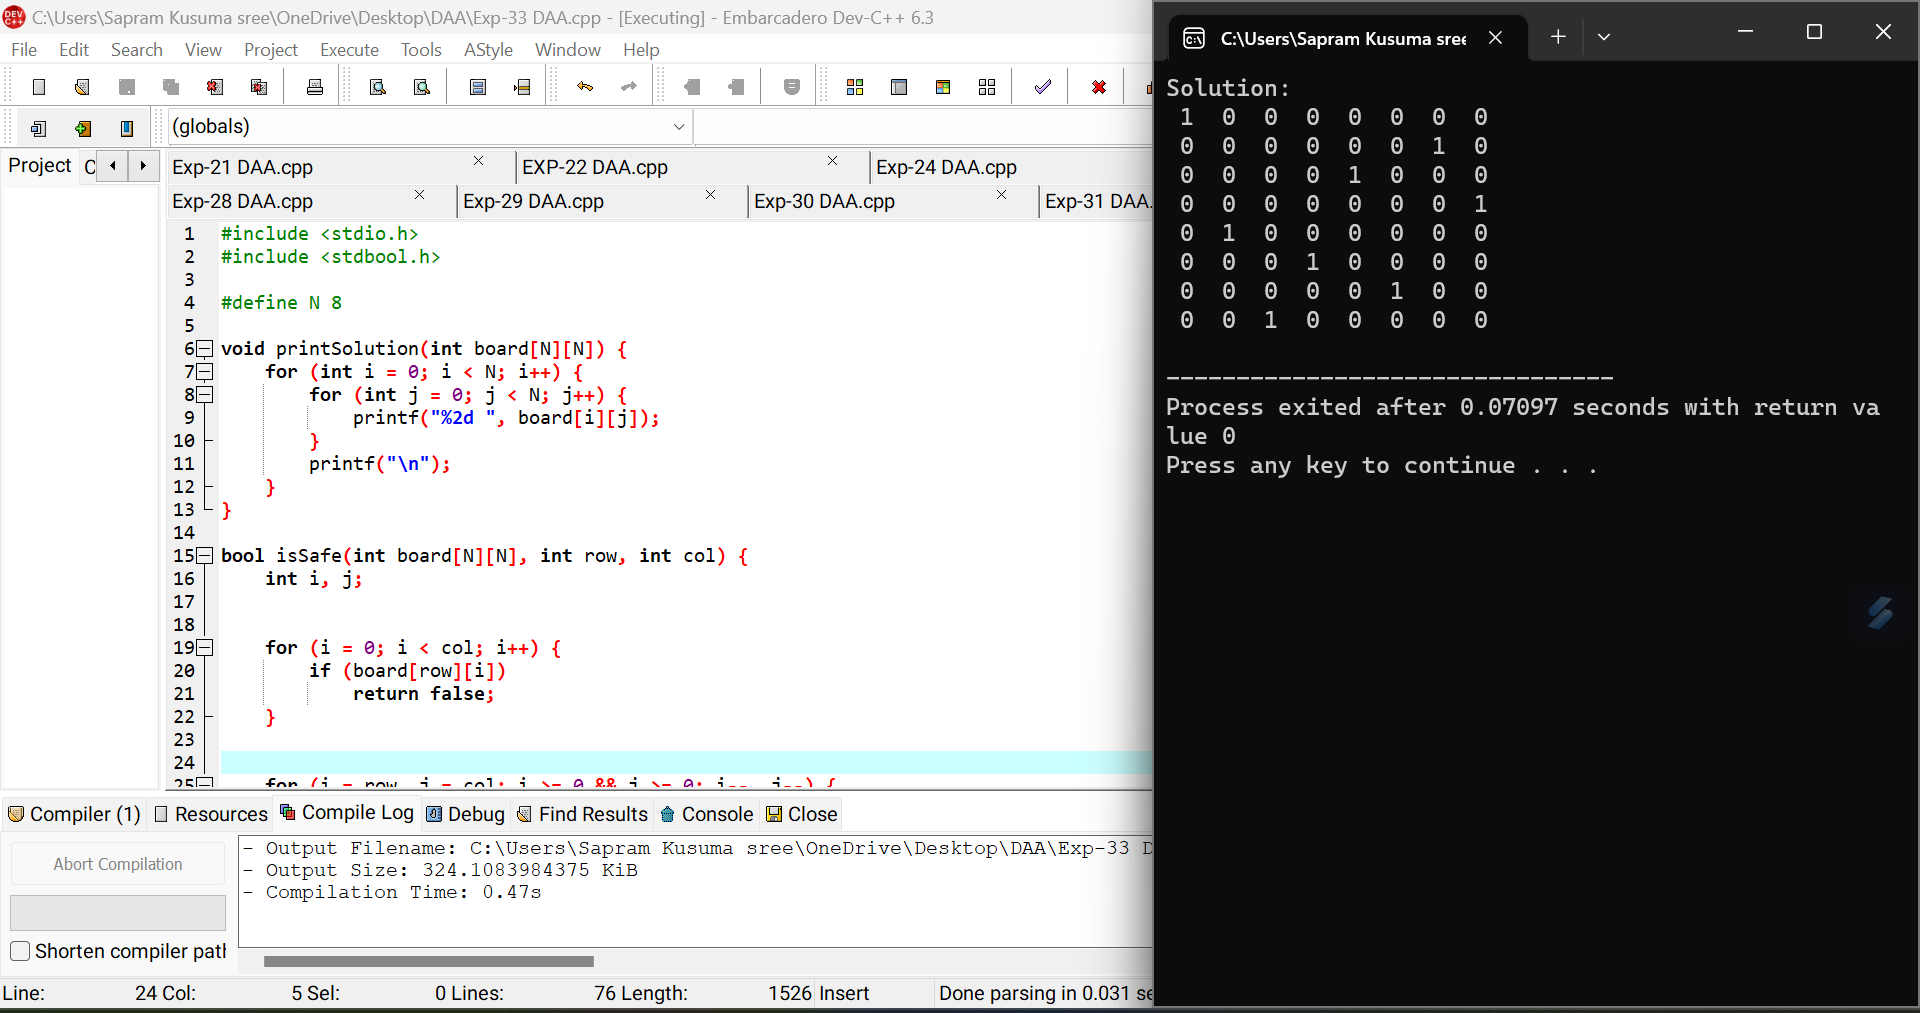 C:\Users\Sapram Kusuma sree\OneDrive\Desktop\DAA\Exp-33 DAA.cpp - [Executing] - Embarcadero Dev-C++ 6.3
File Edit Search View Project Execute Tools AStyle Window Help
(globals)
Project
Exp-21 DAA.cpp EXP-22 DAA.cpp Exp-24 DAA.cpp
Exp-28 DAA.cpp Exp-29 DAA.cpp Exp-30 DAA.cpp Exp-31 DAA.
1 #include <stdio.h>
2 #include <stdbool.h>
3
4 #define N 8
5
6 void printSolution(int board[N][N]) {
7 for (int i = 0; i < N; i++) {
8 for (int j = 0; j < N; j++) {
9 printf("%2d ", board[i][j]);
10 }
11 printf("\n");
12 }
13 }
14
15 bool isSafe(int board[N][N], int row, int col) {
16 int i, j;
17
18
19 for (i = 0; i < col; i++) {
20 if (board[row][i])
21 return false;
22 }
23
24
25 for (i = row, j = col; i >= 0 && j >= 0; i--, j--) {
Compiler (1) Resources Compile Log Debug Find Results Console Close
Abort Compilation
Shorten compiler path
- Output Filename: C:\Users\Sapram Kusuma sree\OneDrive\Desktop\DAA\Exp-33 D
- Output Size: 324.1083984375 KiB
- Compilation Time: 0.47s
Line: 24 Col: 5 Sel: 0 Lines: 76 Length: 1526 Insert Done parsing in 0.031 se
C:\Users\Sapram Kusuma sree
Solution:
1 0 0 0 0 0 0 0
0 0 0 0 0 0 1 0
0 0 0 0 1 0 0 0
0 0 0 0 0 0 0 1
0 1 0 0 0 0 0 0
0 0 0 1 0 0 0 0
0 0 0 0 0 1 0 0
0 0 1 0 0 0 0 0
--------------------------------
Process exited after 0.07097 seconds with return va
lue 0
Press any key to continue . . .